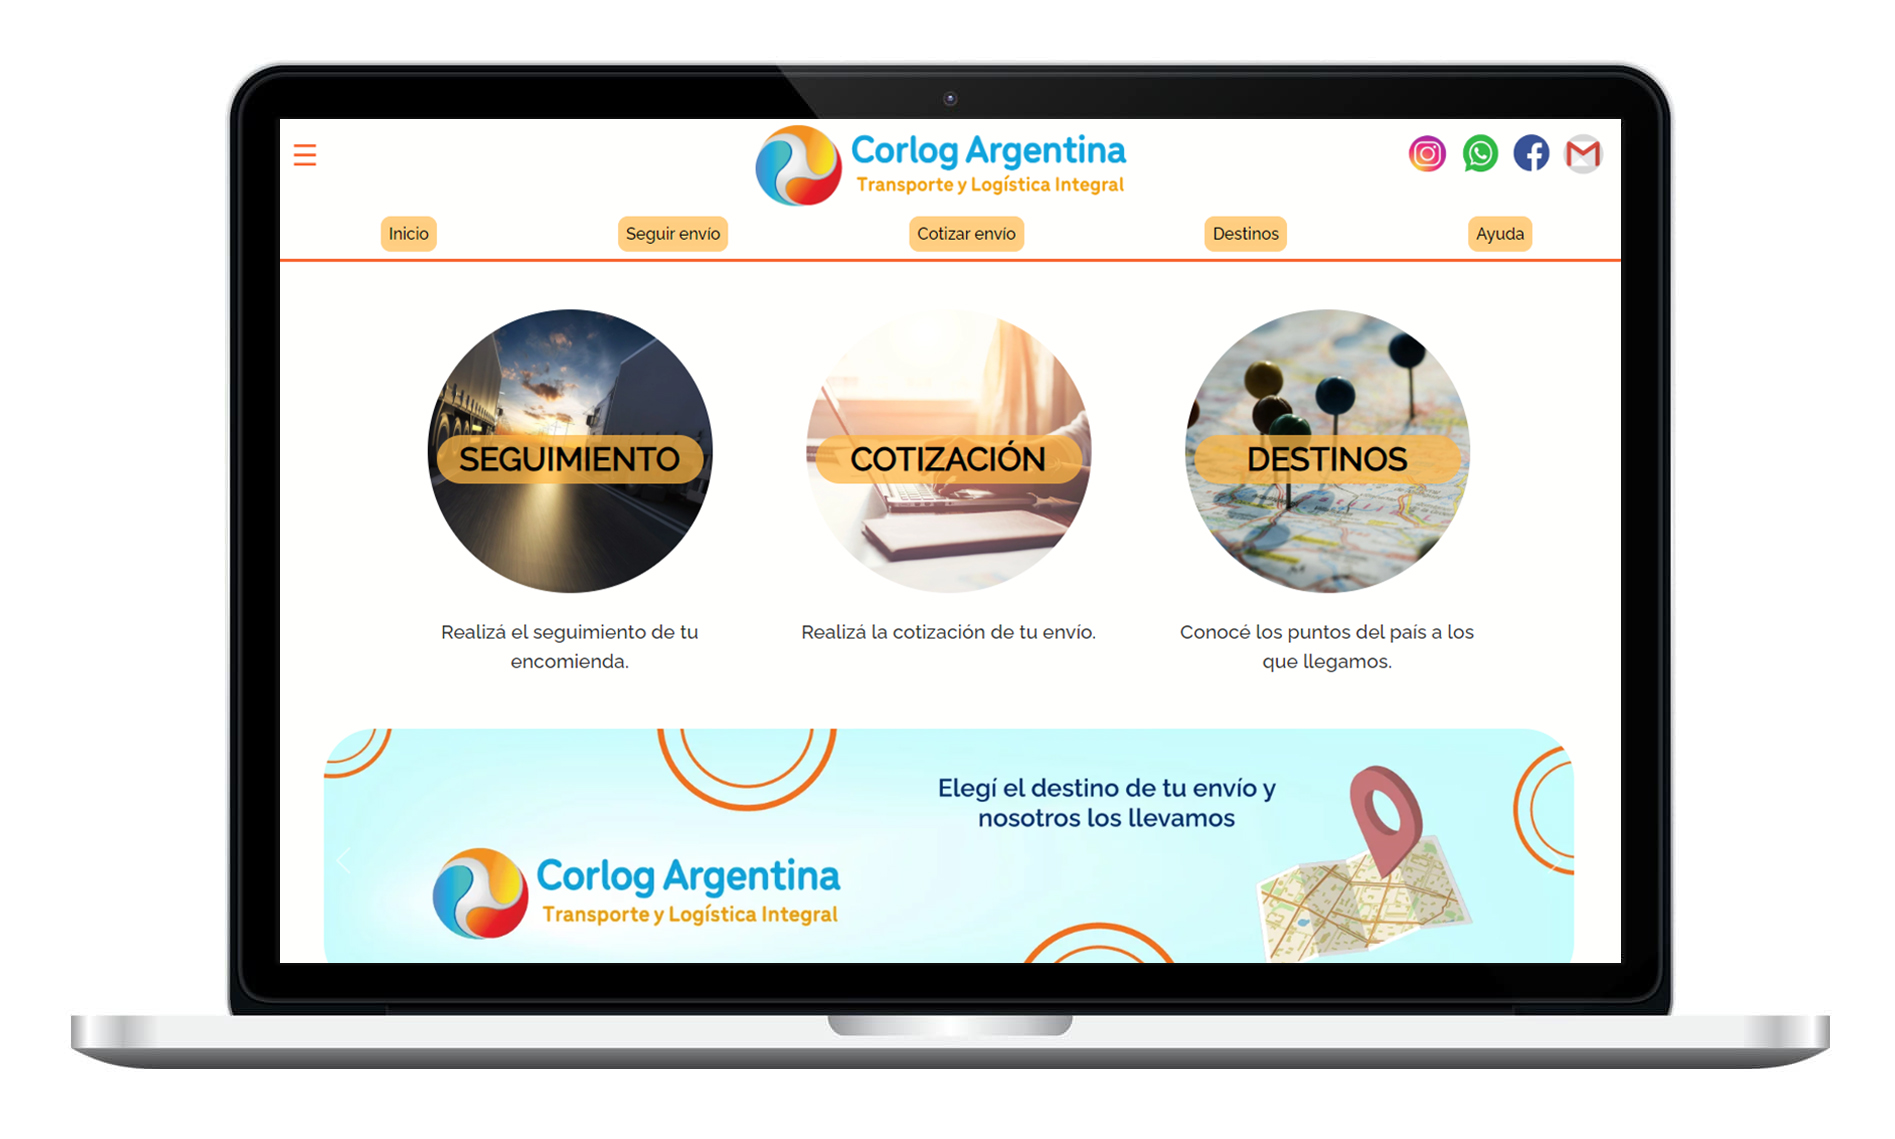 Corlog Argentina
Transporte y Logística Integral
Inicio
Seguir envío
Cotizar envío
Destinos
Ayuda
SEGUIMIENTO
COTIZACIÓN
DESTINOS
Realizá el seguimiento de tu
encomienda.
Realizá la cotización de tu envío.
Conocé los puntos del país a los
que llegamos.
Elegí el destino de tu envío y
nosotros los llevamos
Corlog Argentina
Transporte y Logística Integral